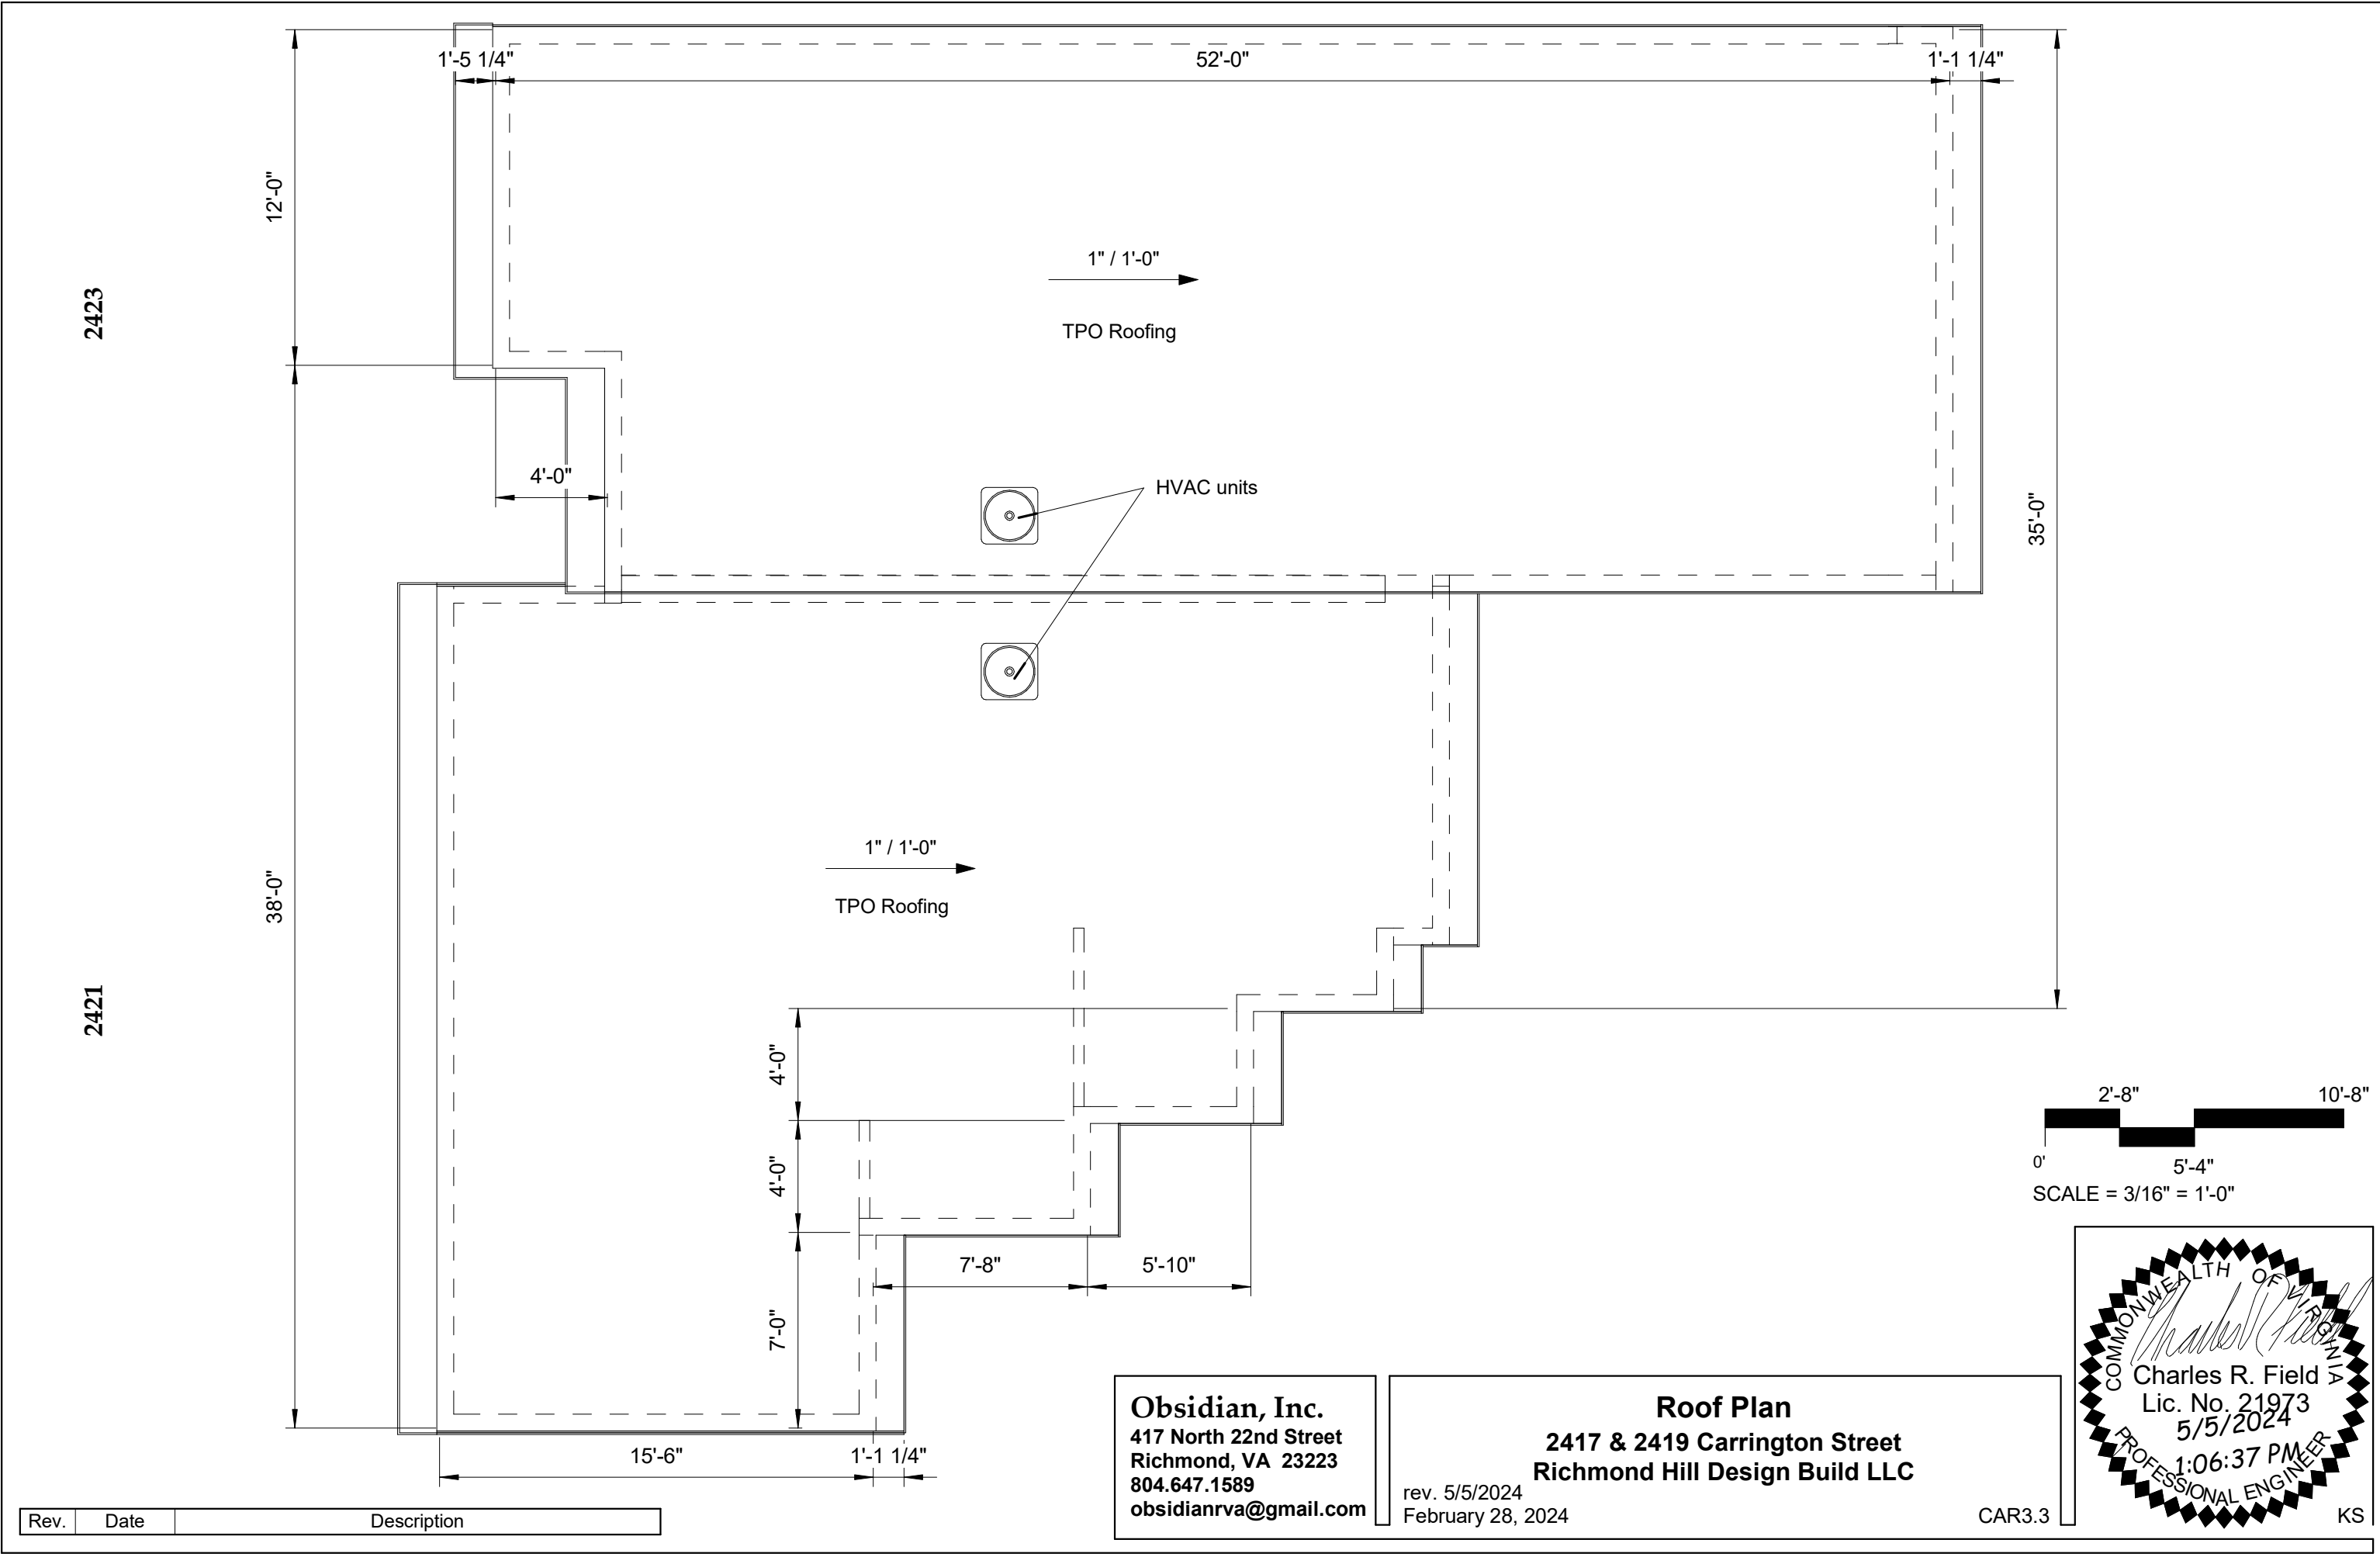 1'-5 1/4"
52'-0"
1'-1 1/4"
12'-0"
2423
1" / 1'-0"
TPO Roofing
4'-0"
HVAC units
35'-0"
38'-0"
1" / 1'-0"
TPO Roofing
2421
4'-0"
4'-0"
7'-8"
5'-10"
7'-0"
15'-6"
1'-1 1/4"
2'-8"
10'-8"
0'
5'-4"
SCALE = 3/16" = 1'-0"
Rev.
Date
Description
Obsidian, Inc.
417 North 22nd Street
Richmond, VA 23223
804.647.1589
obsidianrva@gmail.com
Roof Plan
2417 & 2419 Carrington Street
Richmond Hill Design Build LLC
rev. 5/5/2024
February 28, 2024
CAR3.3
COMMONWEALTH OF VIRGINIA
Charles R. Field
Lic. No. 21973
5/5/2024
1:06:37 PM
PROFESSIONAL ENGINEER
KS